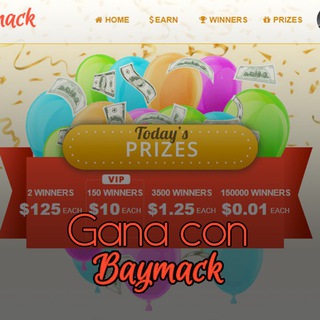 mack
HOME $EARN WINNERS PRIZES
Today's
PRIZES
VIP
2 WINNERS 150 WINNERS 3500 WINNERS 150000 WINNERS
$125 EACH $10 EACH $1.25 EACH $0.01 EACH
Gana con
Baymack